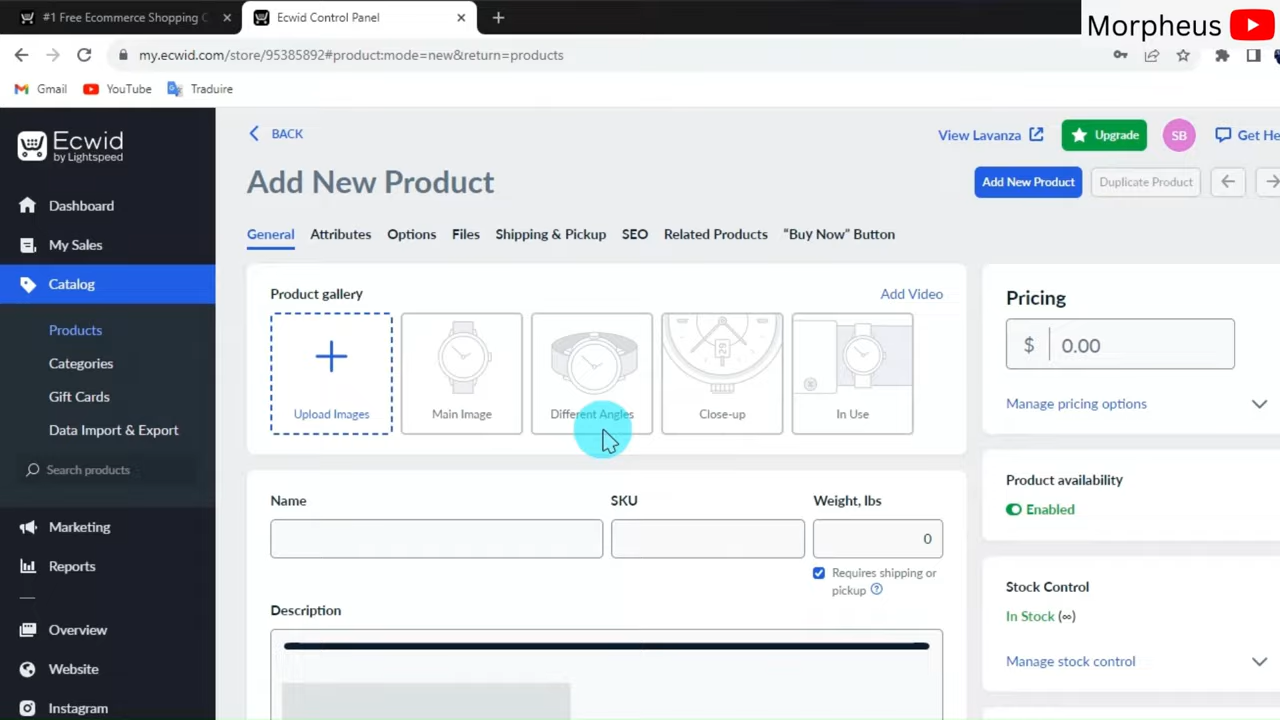 #1 Free Ecommerce Shopping C
Ecwid Control Panel
Morpheus
my.ecwid.com/store/95385892#product:mode=new&return=products
Gmail
YouTube
Traduire
Ecwid
by Lightspeed
BACK
View Lavanza
Upgrade
SB
Get He
Add New Product
Add New Product
Duplicate Product
Dashboard
My Sales
Catalog
Products
Categories
Gift Cards
Data Import & Export
Search products
Marketing
Reports
Overview
Website
Instagram
General
Attributes
Options
Files
Shipping & Pickup
SEO
Related Products
“Buy Now” Button
Product gallery
Add Video
Upload Images
Main Image
Different Angles
29
Close-up
In Use
Name
SKU
Weight, lbs
0
Requires shipping or
pickup
Description
Pricing
$ 0.00
Manage pricing options
Product availability
Enabled
Stock Control
In Stock (∞)
Manage stock control